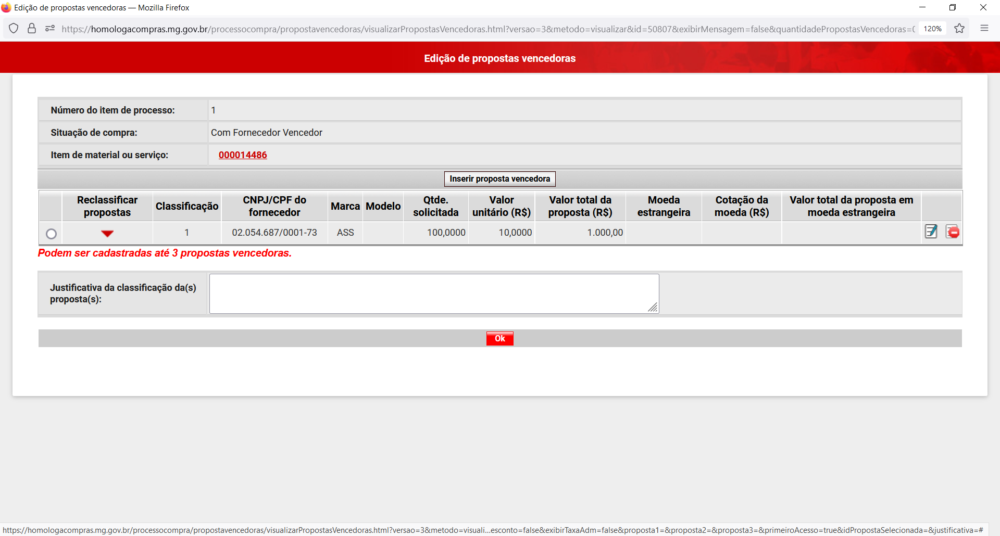 Edição de propostas vencedoras — Mozilla Firefox
https://homologacompras.mg.gov.br/processocompra/propostavencedoras/visualizarPropostasVencedoras.html?versao=3&metodo=visualizar&id=50807&exibirMensagem=false&quantidadePropostasVencedoras=0 120%
Edição de propostas vencedoras
Número do item de processo: 1
Situação de compra: Com Fornecedor Vencedor
Item de material ou serviço: 000014486
Inserir proposta vencedora
Reclassificar propostas Classificação CNPJ/CPF do fornecedor Marca Modelo Qtde. solicitada Valor unitário (R$) Valor total da proposta (R$) Moeda estrangeira Cotação da moeda (R$) Valor total da proposta em moeda estrangeira
1 02.054.687/0001-73 ASS 100,0000 10,0000 1.000,00
Podem ser cadastradas até 3 propostas vencedoras.
Justificativa da classificação da(s)
proposta(s):
Ok
https://homologacompras.mg.gov.br/processocompra/propostavencedoras/visualizarPropostasVencedoras.html?versao=3&metodo=visuali...esconto=false&exibirTaxaAdm=false&proposta1=&proposta2=&proposta3=&primeiroAcesso=true&idPropostaSelecionada=&justificativa=#